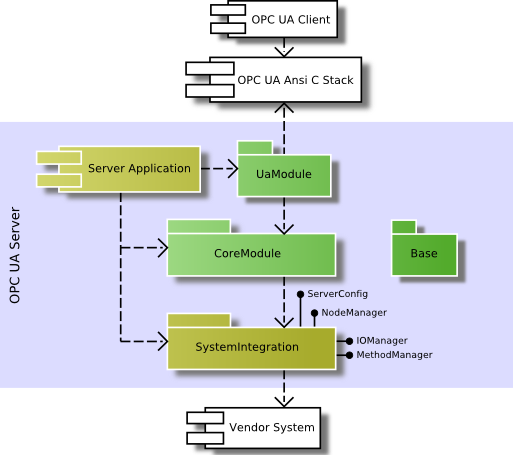 OPC UA Client
OPC UA Ansi C Stack
OPC UA Server
Server Application
UaModule
CoreModule
Base
ServerConfig
NodeManager
SystemIntegration
IOManager
MethodManager
Vendor System